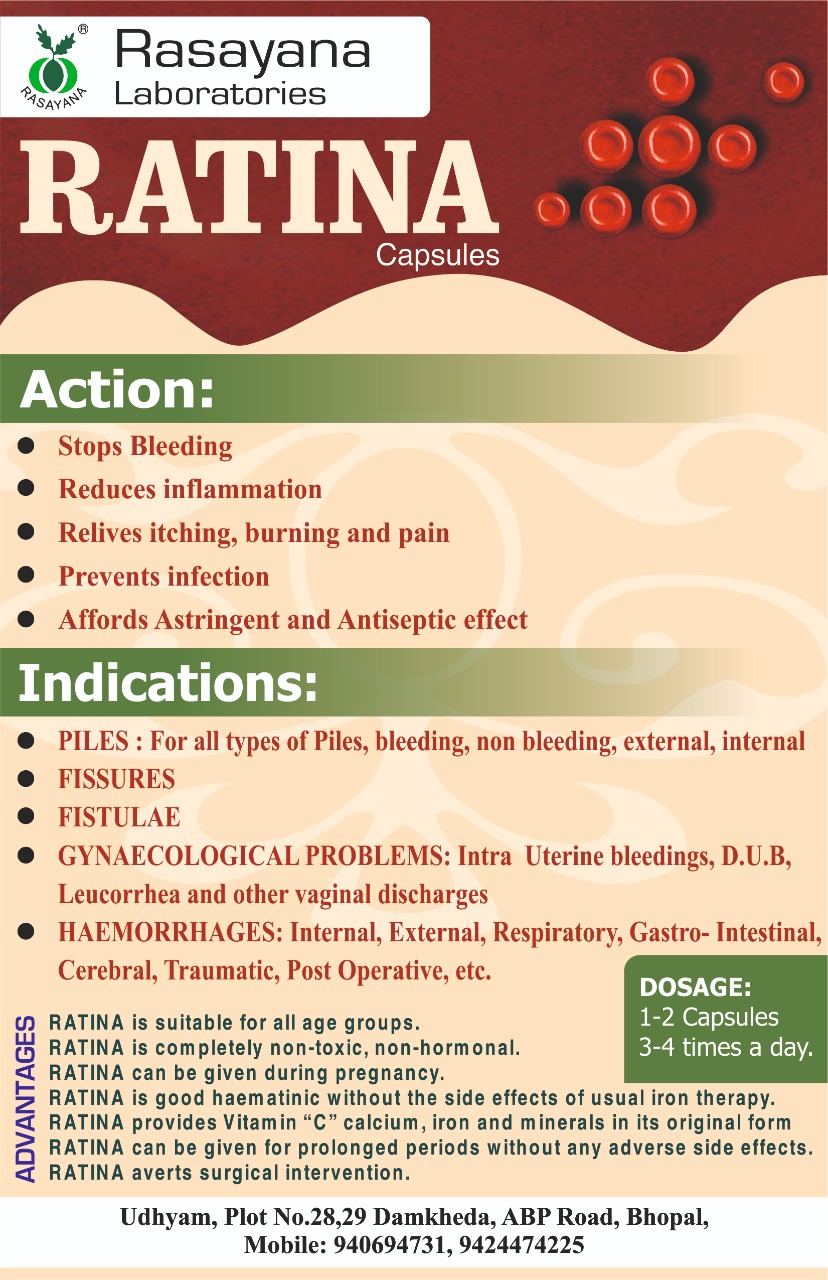 ®
RASAYANA
Rasayana
Laboratories
RATINA
Capsules
Action:
Stops Bleeding
Reduces inflammation
Relives itching, burning and pain
Prevents infection
Affords Astringent and Antiseptic effect
Indications:
PILES : For all types of Piles, bleeding, non bleeding, external, internal
FISSURES
FISTULAE
GYNAECOLOGICAL PROBLEMS: Intra Uterine bleedings, D.U.B,
Leucorrhea and other vaginal discharges
HAEMORRHAGES: Internal, External, Respiratory, Gastro- Intestinal,
Cerebral, Traumatic, Post Operative, etc.
DOSAGE:
1-2 Capsules
3-4 times a day.
ADVANTAGES
RATINA is suitable for all age groups.
RATINA is completely non-toxic, non-hormonal.
RATINA can be given during pregnancy.
RATINA is good haematinic without the side effects of usual iron therapy.
RATINA provides Vitamin “C” calcium, iron and minerals in its original form
RATINA can be given for prolonged periods without any adverse side effects.
RATINA averts surgical intervention.
Udhyam, Plot No.28,29 Damkheda, ABP Road, Bhopal,
Mobile: 940694731, 9424474225